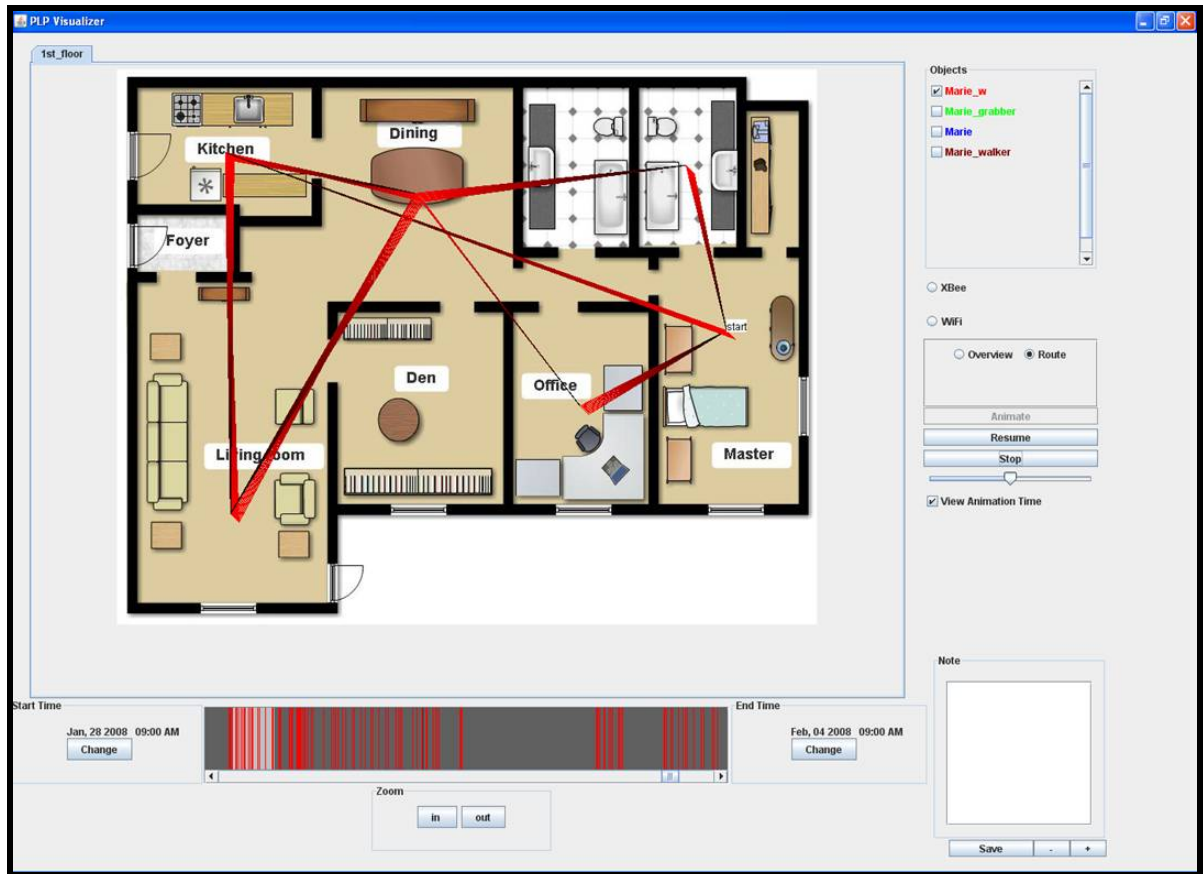 PLP Visualizer
1st_floor
Kitchen
Dining
Foyer
start
Den
Office
Living room
Master
Objects
Marie_w
Marie_grabber
Marie
Marie_walker
XBee
WiFi
Overview Route
Animate
Resume
Stop
View Animation Time
Note
Start Time
Jan, 28 2008 09:00 AM
Change
End Time
Feb, 04 2008 09:00 AM
Change
Zoom
in out
Save - +